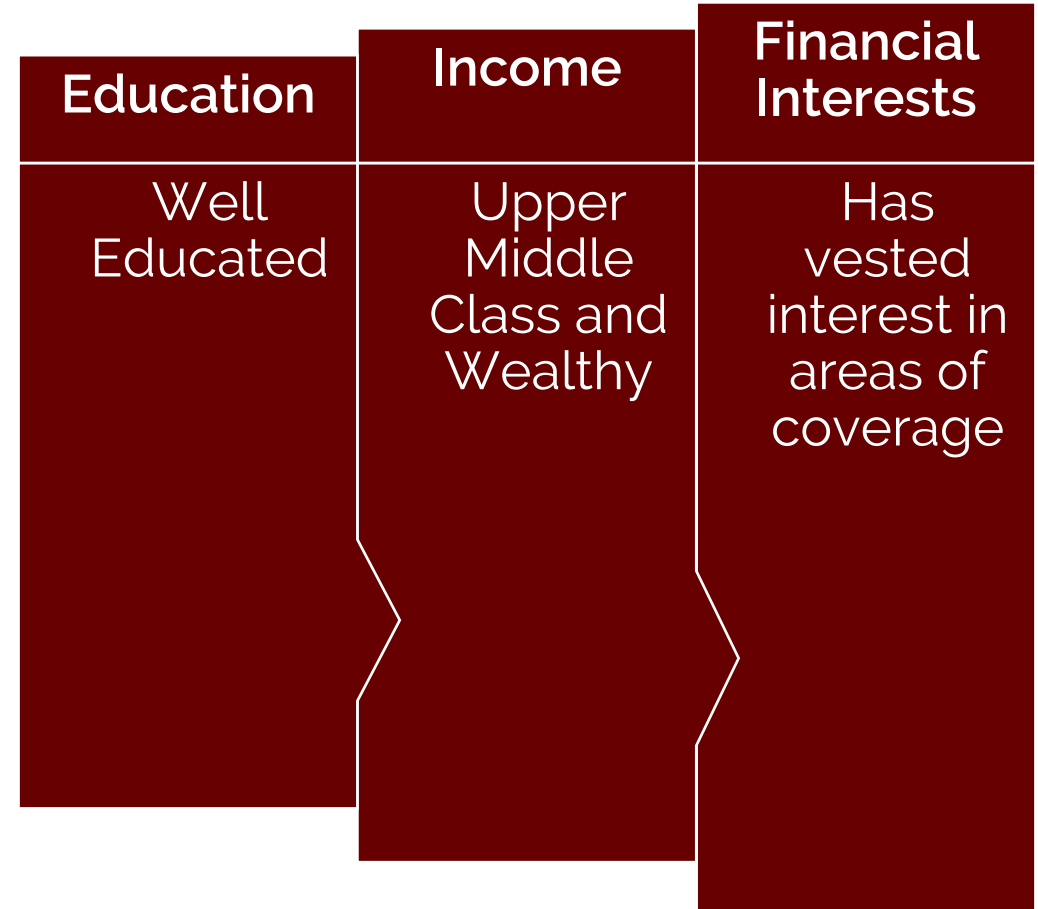 Education
Well
Educated
Income
Upper
Middle
Class and
Wealthy
Financial
Interests
Has
vested
interest in
areas of
coverage